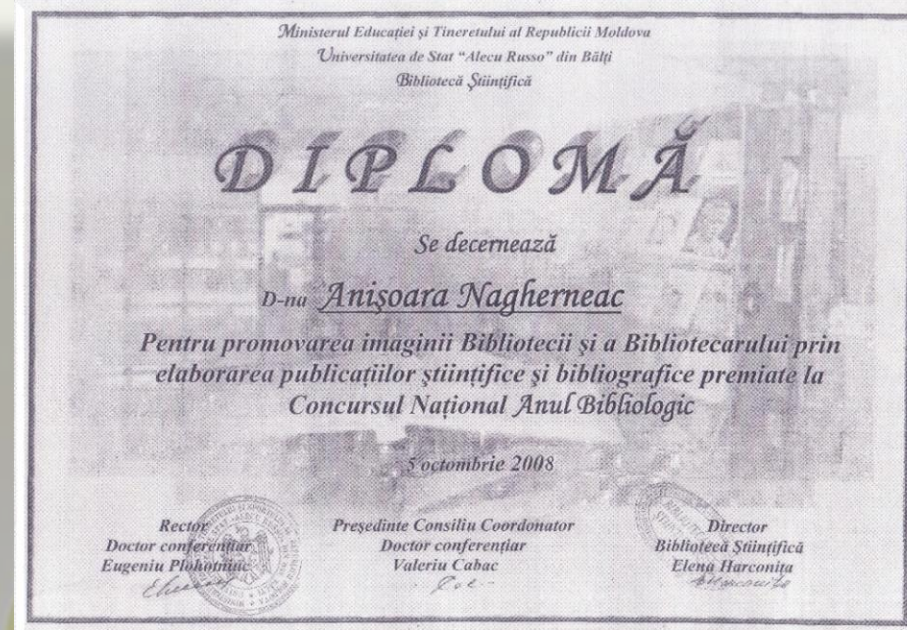 Ministerul Educației și Tineretului al Republicii Moldova
Universitatea de Stat "Alecu Russo" din Bălți
Bibliotecă Științifică
DIPLOMĂ
Se decernează
D-na Anișoara Nagherneac
Pentru promovarea imaginii Bibliotecii și a Bibliotecarului prin
elaborarea publicațiilor științifice și bibliografice premiate la
Concursul Național Anul Bibliologic
5 octombrie 2008
Rector
Doctor conferențiar
Eugeniu Plohotniuc
Președinte Consiliu Coordonator
Doctor conferențiar
Valeriu Cabac
Director
Bibliotecă Științifică
Elena Harconița